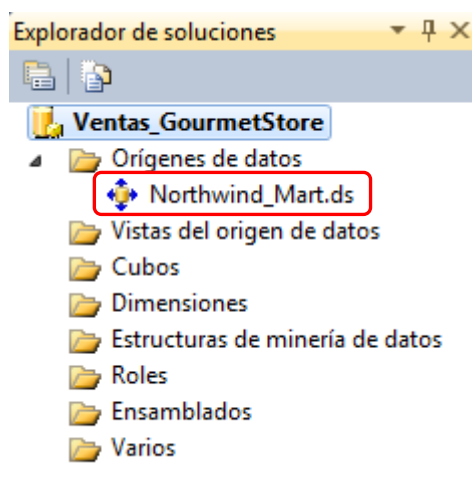 Explorador de soluciones
Ventas_GourmetStore
Orígenes de datos
Northwind_Mart.ds
Vistas del origen de datos
Cubos
Dimensiones
Estructuras de minería de datos
Roles
Ensamblados
Varios